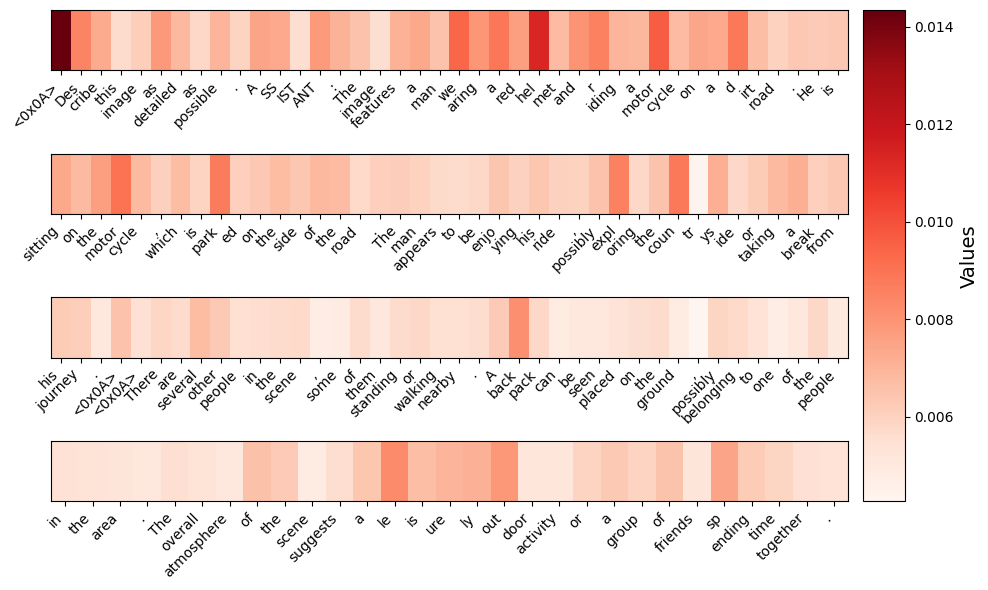 <0x0A> Des cribe this image as detailed as possible . A SS IST ANT : The image features a man we aring a red hel met and r iding a motor cycle on a d irt road . He is
sitting on the motor cycle , which is park ed on the side of the road . The man appears to be enjo ying his ride , possibly expl oring the coun tr ys ide or taking a break from
his journey . <0x0A> <0x0A> There are several other people in the scene , some of them standing or walking nearby . A back pack can be seen placed on the ground , possibly belonging to one of the people
in the area . The overall atmosphere of the scene suggests a le is ure ly out door activity or a group of friends sp ending time together .
0.014
0.012
0.010
0.008
0.006
Values